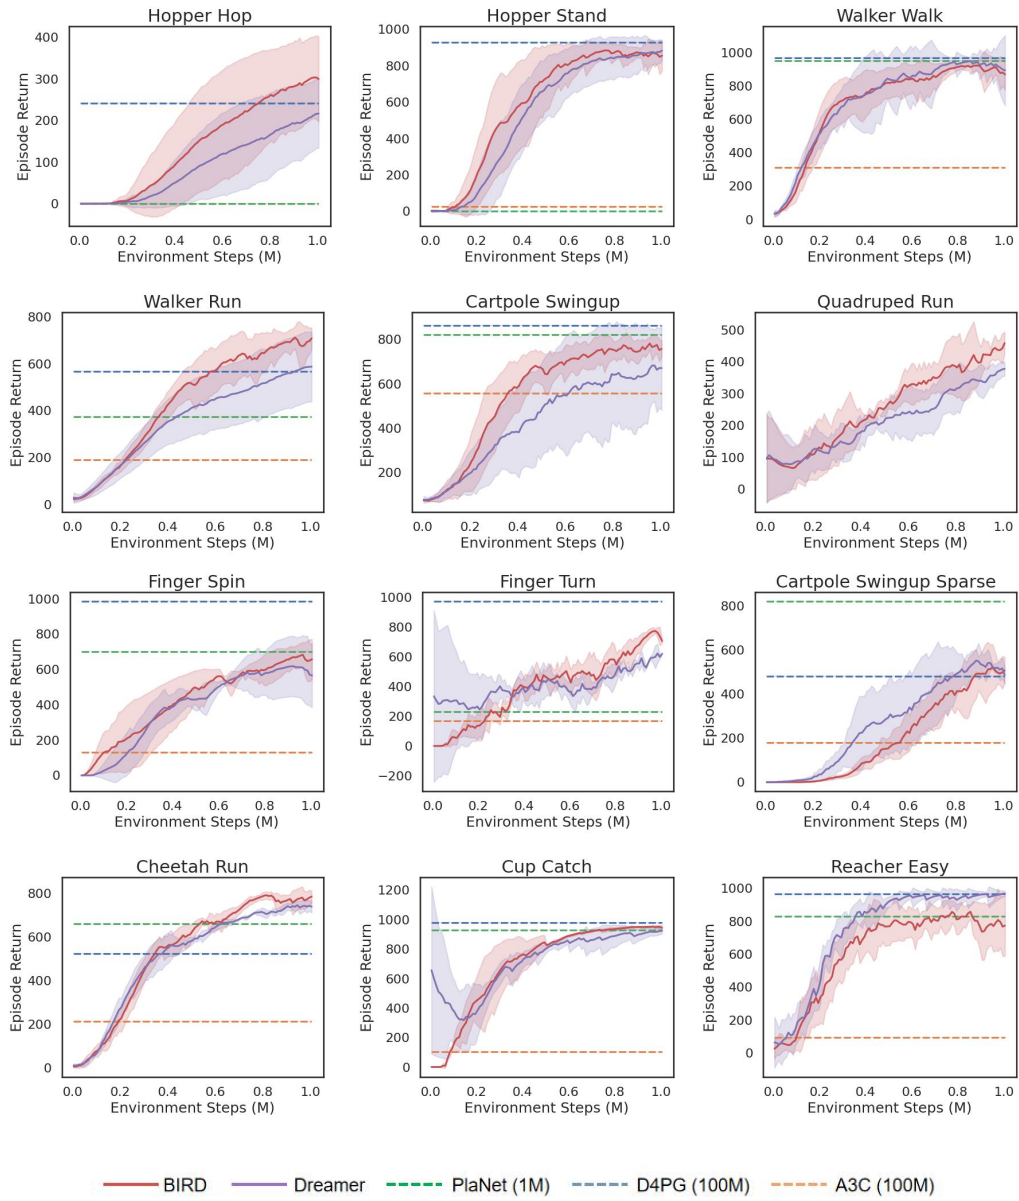 Hopper Hop
Hopper Stand
Walker Walk
Episode Return
400
300
200
100
0
0.0 0.2 0.4 0.6 0.8 1.0
Environment Steps (M)
Episode Return
1000
800
600
400
200
0
0.0 0.2 0.4 0.6 0.8 1.0
Environment Steps (M)
Episode Return
1000
800
600
400
200
0
0.0 0.2 0.4 0.6 0.8 1.0
Environment Steps (M)
Walker Run
Cartpole Swingup
Quadruped Run
Episode Return
800
600
400
200
0
0.0 0.2 0.4 0.6 0.8 1.0
Environment Steps (M)
Episode Return
800
600
400
200
0.0 0.2 0.4 0.6 0.8 1.0
Environment Steps (M)
Episode Return
500
400
300
200
100
0
0.0 0.2 0.4 0.6 0.8 1.0
Environment Steps (M)
Finger Spin
Finger Turn
Cartpole Swingup Sparse
Episode Return
1000
800
600
400
200
0
0.0 0.2 0.4 0.6 0.8 1.0
Environment Steps (M)
Episode Return
1000
800
600
400
200
0
−200
0.0 0.2 0.4 0.6 0.8 1.0
Environment Steps (M)
Episode Return
800
600
400
200
0
0.0 0.2 0.4 0.6 0.8 1.0
Environment Steps (M)
Cheetah Run
Cup Catch
Reacher Easy
Episode Return
800
600
400
200
0
0.0 0.2 0.4 0.6 0.8 1.0
Environment Steps (M)
Episode Return
1200
1000
800
600
400
200
0
0.0 0.2 0.4 0.6 0.8 1.0
Environment Steps (M)
Episode Return
1000
800
600
400
200
0
0.0 0.2 0.4 0.6 0.8 1.0
Environment Steps (M)
BIRD Dreamer PlaNet (1M) D4PG (100M) A3C (100M)